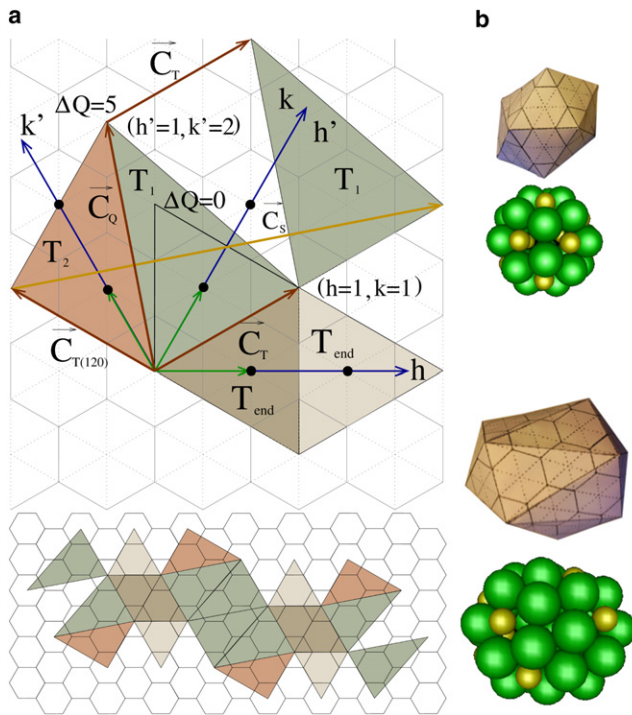 a
b
C_T
k'
ΔQ=5
(h'=1,k'=2)
k
h'
T_1
T_1
ΔQ=0
C_Q
C_S
T_2
(h=1,k=1)
C_T(120)
C_T
T_end
T_end
h